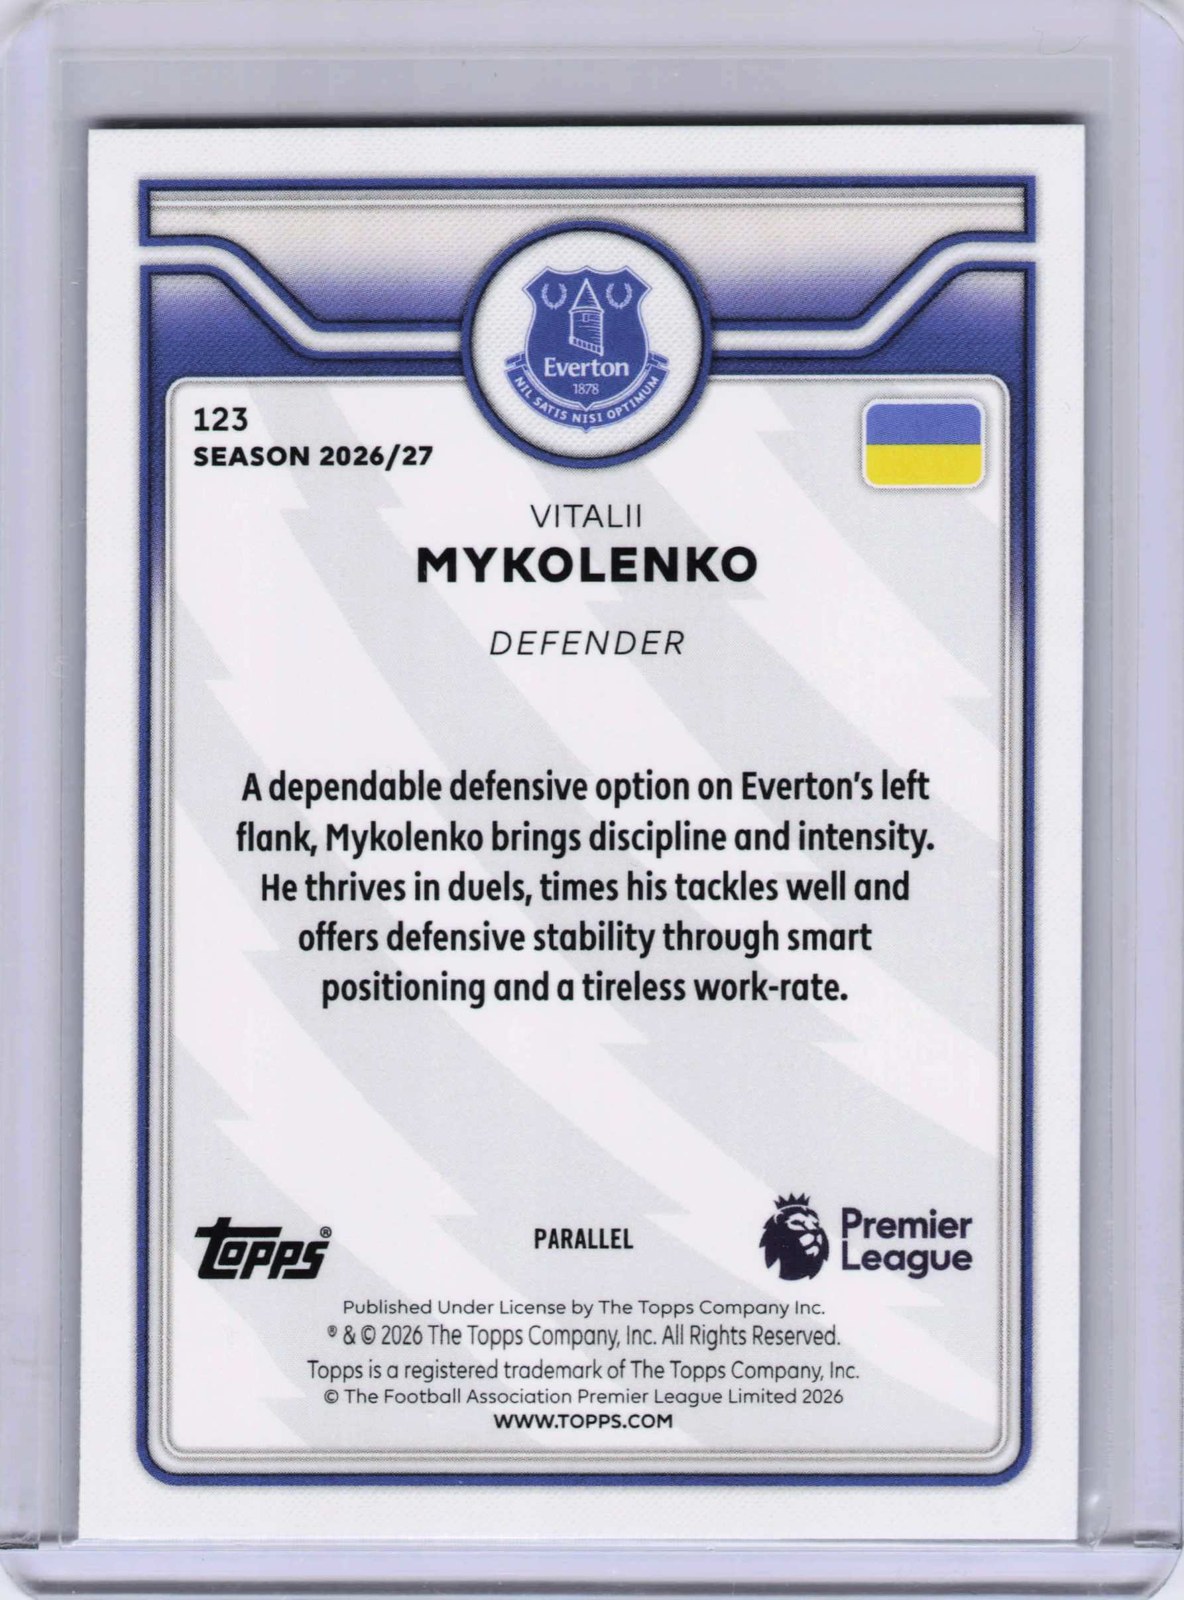 Everton
1878
NIL SATIS NISI OPTIMUM
123
SEASON 2026/27
VITALII
MYKOLENKO
DEFENDER
A dependable defensive option on Everton's left
flank, Mykolenko brings discipline and intensity.
He thrives in duels, times his tackles well and
offers defensive stability through smart
positioning and a tireless work-rate.
Topps®
PARALLEL
Premier
League
Published Under License by The Topps Company Inc.
® & © 2026 The Topps Company, Inc. All Rights Reserved.
Topps is a registered trademark of The Topps Company, Inc.
© The Football Association Premier League Limited 2026
WWW.TOPPS.COM